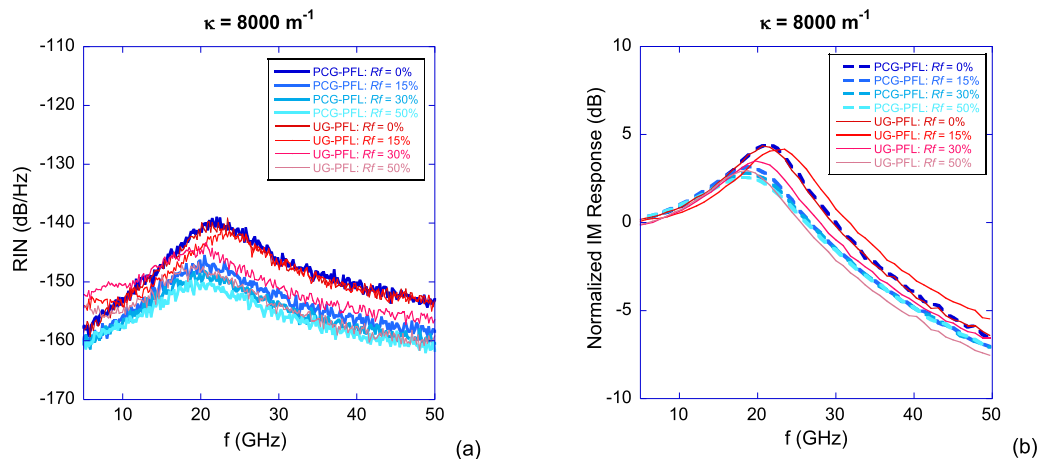 κ = 8000 m⁻¹
-110
-120
-130
-140
-150
-160
-170
RIN (dB/Hz)
PCG-PFL: Rf = 0%
PCG-PFL: Rf = 15%
PCG-PFL: Rf = 30%
PCG-PFL: Rf = 50%
UG-PFL: Rf = 0%
UG-PFL: Rf = 15%
UG-PFL: Rf = 30%
UG-PFL: Rf = 50%
10 20 30 40 50
f (GHz)
(a)
κ = 8000 m⁻¹
10
5
0
-5
-10
Normalized IM Response (dB)
PCG-PFL: Rf = 0%
PCG-PFL: Rf = 15%
PCG-PFL: Rf = 30%
PCG-PFL: Rf = 50%
UG-PFL: Rf = 0%
UG-PFL: Rf = 15%
UG-PFL: Rf = 30%
UG-PFL: Rf = 50%
10 20 30 40 50
f (GHz)
(b)